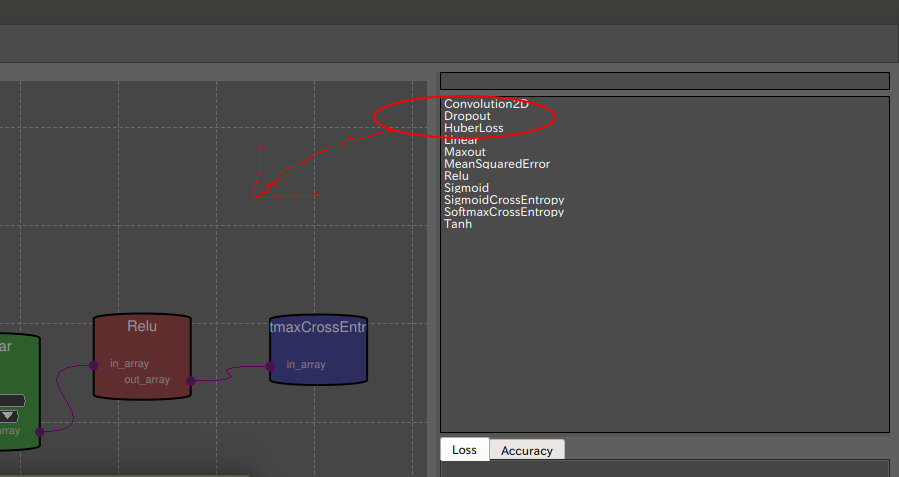 Convolution2D
Dropout
HuberLoss
Linear
Maxout
MeanSquaredError
Relu
Sigmoid
SigmoidCrossEntropy
SoftmaxCrossEntropy
Tanh
ar
array
Relu
in_array
out_array
tmaxCrossEntr
in_array
Loss
Accuracy